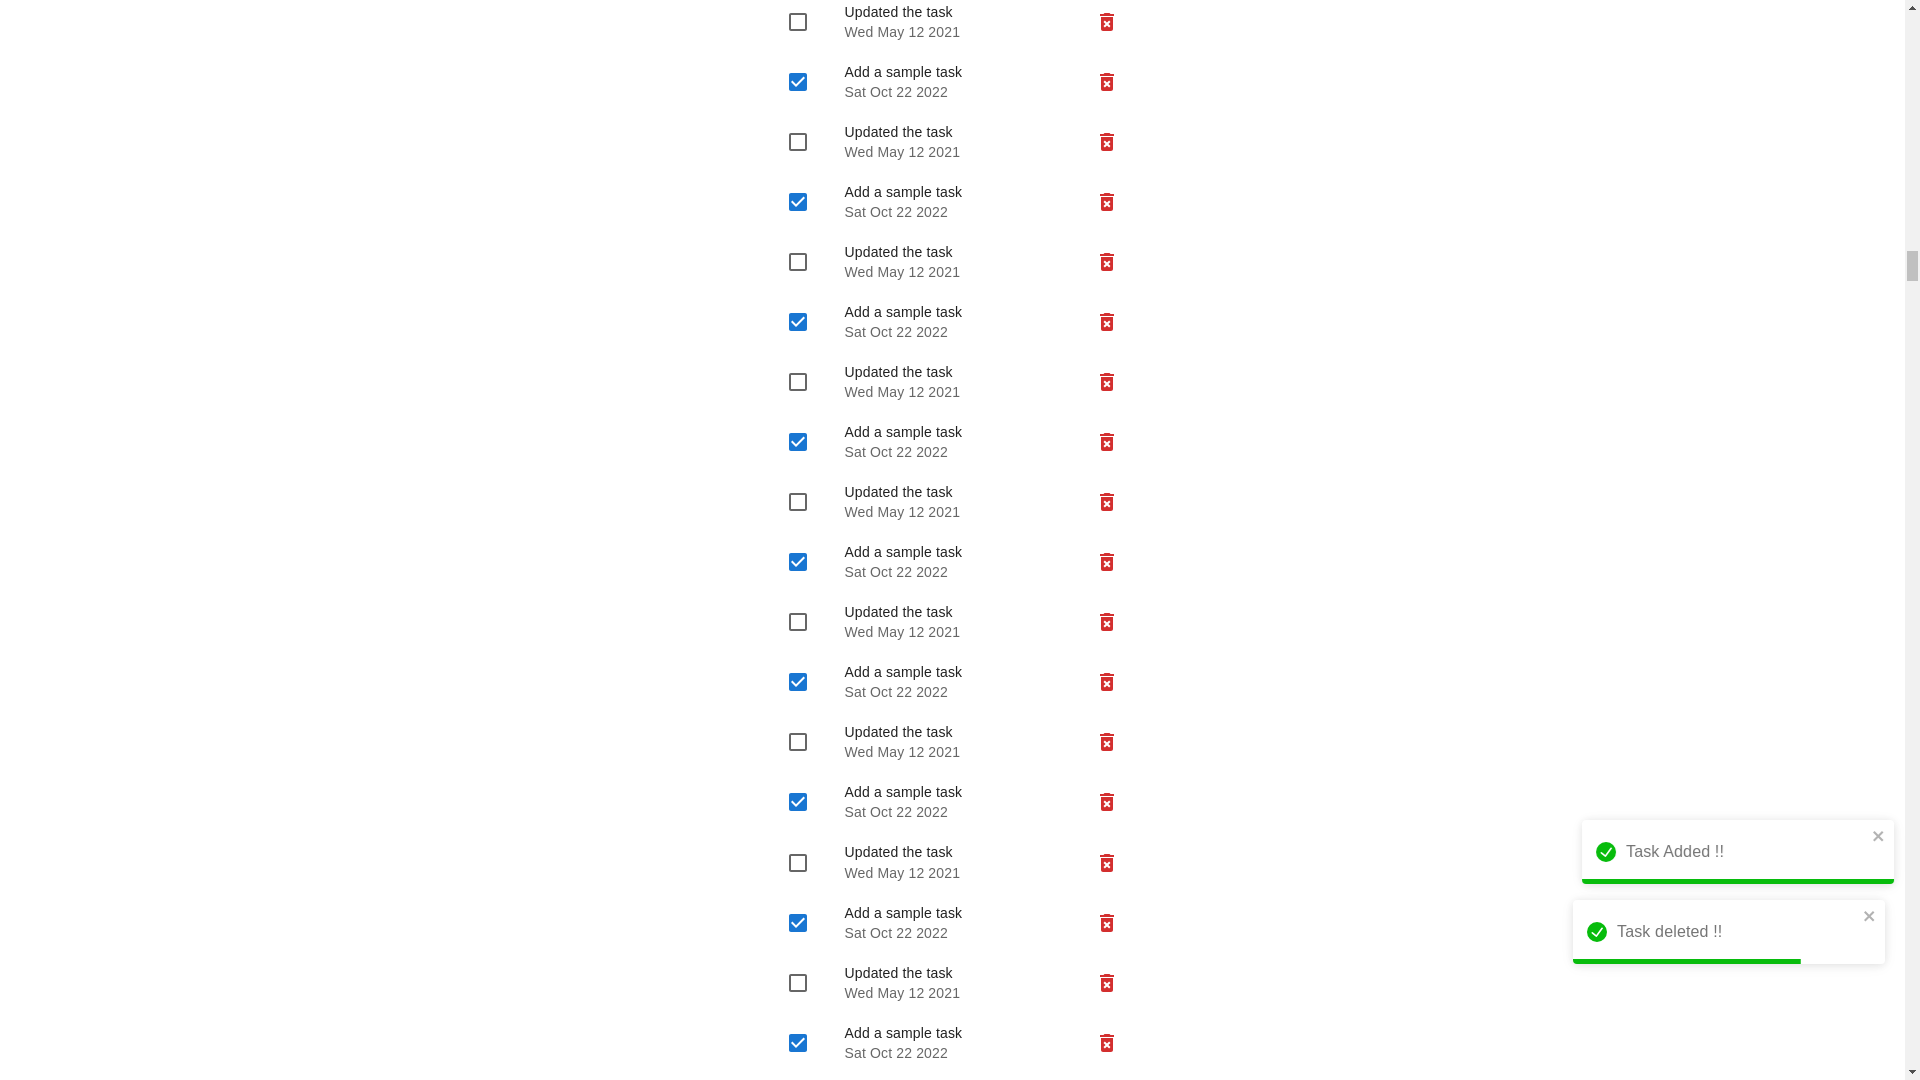 Updated the task
Wed May 12 2021
Add a sample task
Sat Oct 22 2022
Updated the task
Wed May 12 2021
Add a sample task
Sat Oct 22 2022
Updated the task
Wed May 12 2021
Add a sample task
Sat Oct 22 2022
Updated the task
Wed May 12 2021
Add a sample task
Sat Oct 22 2022
Updated the task
Wed May 12 2021
Add a sample task
Sat Oct 22 2022
Updated the task
Wed May 12 2021
Add a sample task
Sat Oct 22 2022
Updated the task
Wed May 12 2021
Add a sample task
Sat Oct 22 2022
Updated the task
Wed May 12 2021
Add a sample task
Sat Oct 22 2022
Updated the task
Wed May 12 2021
Add a sample task
Sat Oct 22 2022
Task Added !!
Task deleted !!